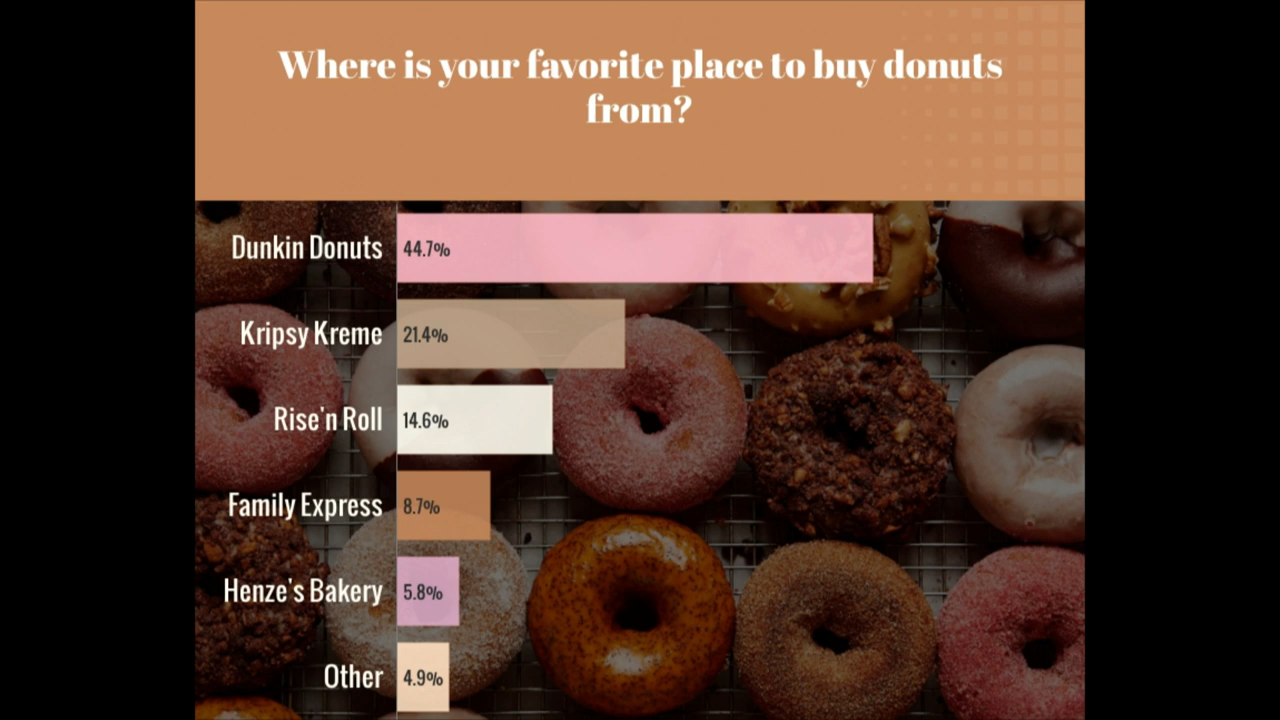 Where is your favorite place to buy donuts
from?
Dunkin Donuts 44.7%
Kripsy Kreme 21.4%
Rise'n Roll 14.6%
Family Express 8.7%
Henze's Bakery 5.8%
Other 4.9%